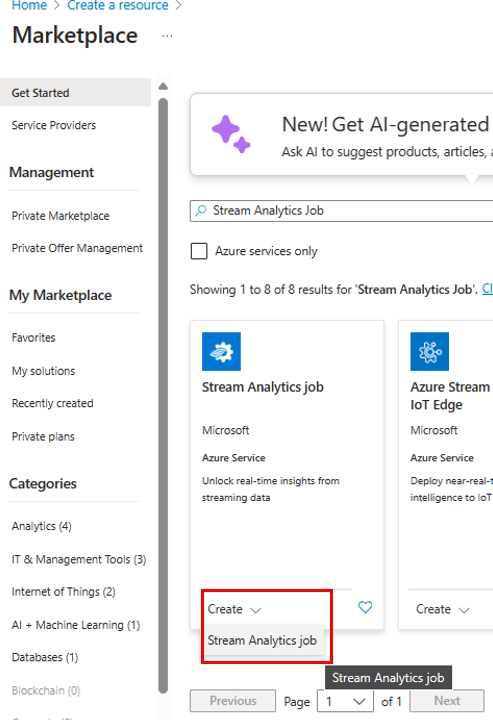 Home > Create a resource >
Marketplace ...
Get Started
Service Providers
Management
Private Marketplace
Private Offer Management
My Marketplace
Favorites
My solutions
Recently created
Private plans
Categories
Analytics (4)
IT & Management Tools (3)
Internet of Things (2)
AI + Machine Learning (1)
Databases (1)
Blockchain (0)
New! Get AI-generated
Ask AI to suggest products, articles, a
Stream Analytics Job
Azure services only
Showing 1 to 8 of 8 results for 'Stream Analytics Job'. Cl
Stream Analytics job
Microsoft
Azure Service
Unlock real-time insights from
streaming data
Create
Stream Analytics job
Azure Stream
IoT Edge
Microsoft
Azure Service
Deploy near-real-t
intelligence to IoT
Create
Stream Analytics job
Previous Page 1 of 1 Next